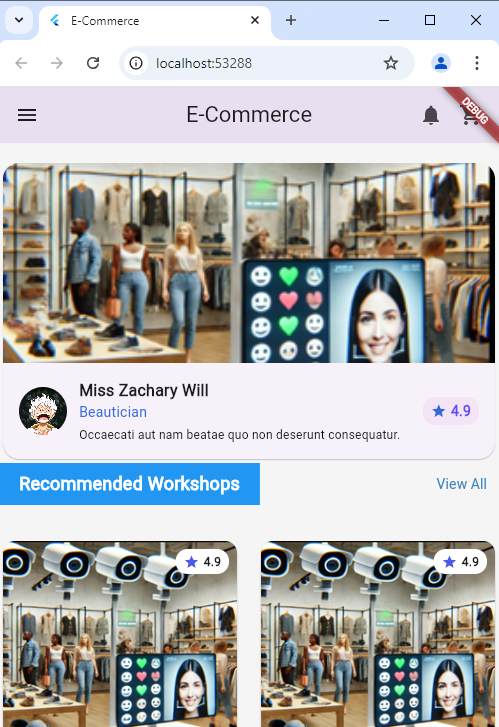 E-Commerce
localhost:53288
E-Commerce
DEBUG
Miss Zachary Will
Beautician
4.9
Occaecati aut nam beatae quo non deserunt consequatur.
Recommended Workshops
View All
4.9
4.9